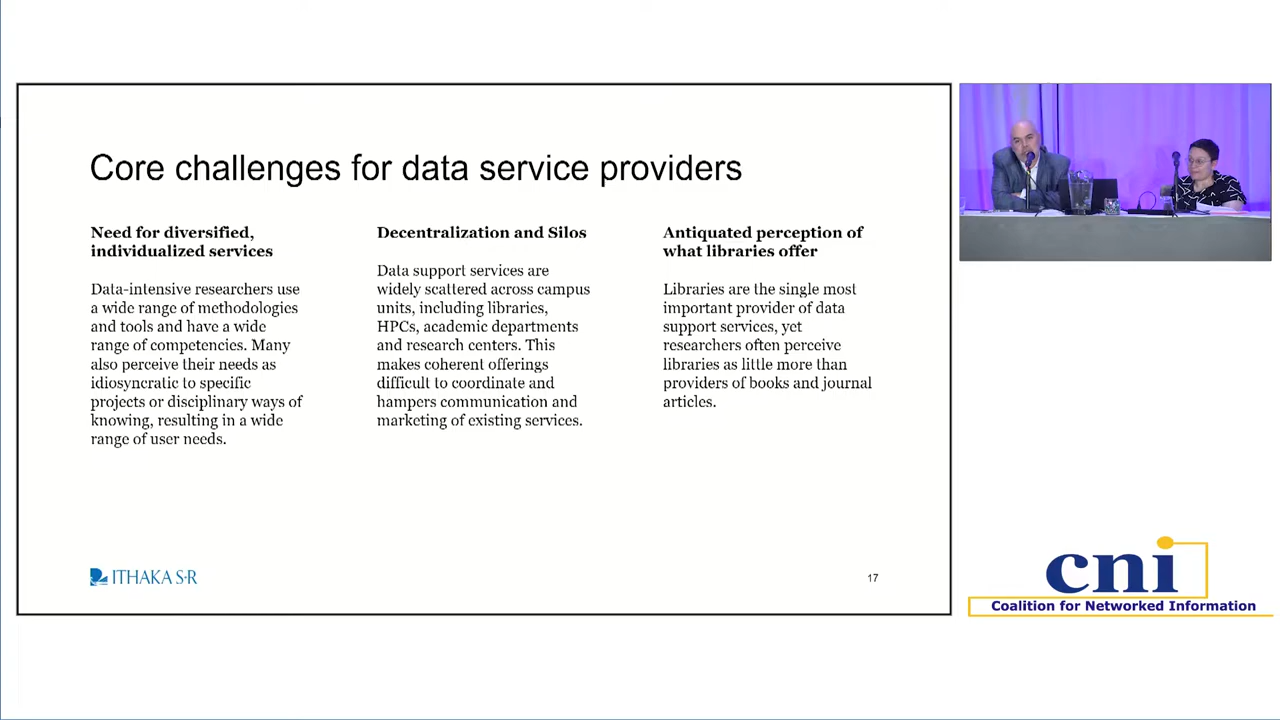 Core challenges for data service providers
Need for diversified,
individualized services
Data-intensive researchers use
a wide range of methodologies
and tools and have a wide
range of competencies. Many
also perceive their needs as
idiosyncratic to specific
projects or disciplinary ways of
knowing, resulting in a wide
range of user needs.
Decentralization and Silos
Data support services are
widely scattered across campus
units, including libraries,
HPCs, academic departments
and research centers. This
makes coherent offerings
difficult to coordinate and
hampers communication and
marketing of existing services.
Antiquated perception of
what libraries offer
Libraries are the single most
important provider of data
support services, yet
researchers often perceive
libraries as little more than
providers of books and journal
articles.
ITHAKA S·R
17
cni
Coalition for Networked Information